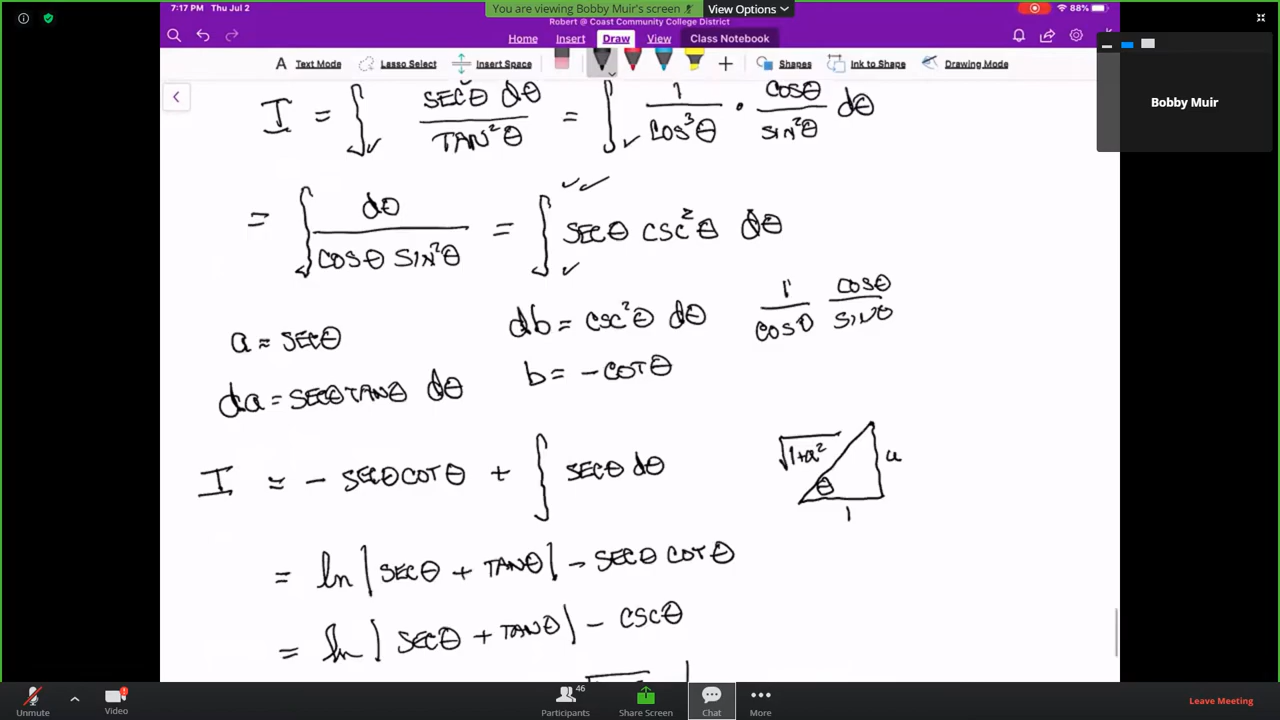 7:17 PM Thu Jul 2
You are viewing Bobby Muir's screen
View Options
88%
Robert @ Coast Community College District
Home Insert Draw View Class Notebook
Text Mode Lasso Select Insert Space Shapes Ink to Shape Drawing Mode
Bobby Muir
I = ∫ SEC³θ dθ / TAN²θ = ∫ 1/COS³θ · COSθ/SIN²θ dθ
= ∫ dθ / COSθ SIN²θ = ∫ SECθ CSC²θ dθ
a = SECθ db = CSC²θ dθ 1/COSθ COSθ/SINθ
da = SECθTANθ dθ b = -COTθ
√1+u² u
θ
1
I = - SECθCOTθ + ∫ SECθ dθ
= ln|SECθ + TANθ| - SECθ COTθ
= ln|SECθ + TANθ| - CSCθ
46
Unmute Video Participants Share Screen Chat More Leave Meeting